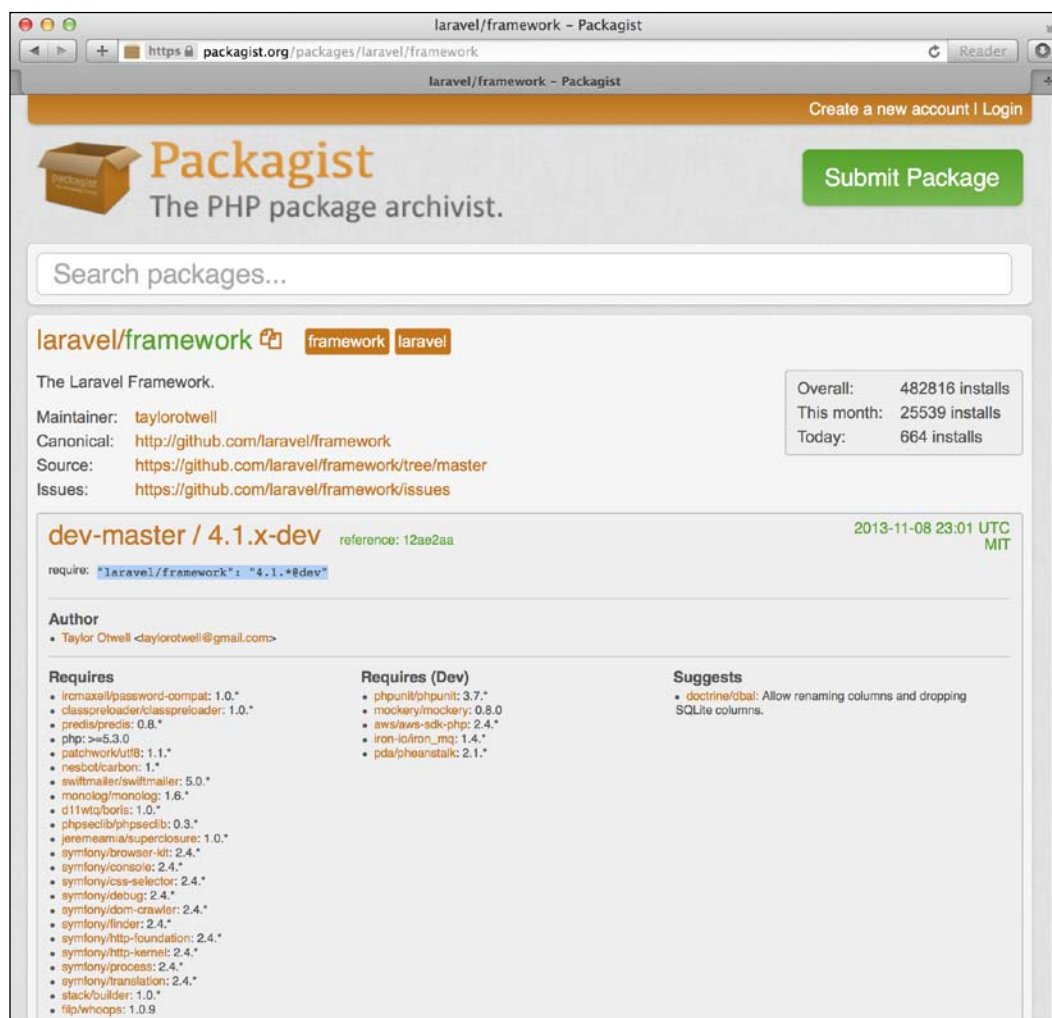 laravel/framework – Packagist
https packagist.org/packages/laravel/framework
Reader
laravel/framework – Packagist
Create a new account | Login
packagist
Packagist
The PHP package archivist.
Submit Package
Search packages...
laravel/framework framework laravel
The Laravel Framework.
Overall: 482816 installs
This month: 25539 installs
Today: 664 installs
Maintainer: taylorotwell
Canonical: http://github.com/laravel/framework
Source: https://github.com/laravel/framework/tree/master
Issues: https://github.com/laravel/framework/issues
dev-master / 4.1.x-dev reference: 12ae2aa
2013-11-08 23:01 UTC
MIT
require: "laravel/framework": "4.1.*@dev"
Author
• Taylor Otwell <taylorotwell@gmail.com>
Requires
• ircmaxell/password-compat: 1.0.*
• classpreloader/classpreloader: 1.0.*
• predis/predis: 0.8.*
• php: >=5.3.0
• patchwork/utf8: 1.1.*
• nesbot/carbon: 1.*
• swiftmailer/swiftmailer: 5.0.*
• monolog/monolog: 1.6.*
• d11wtq/boris: 1.0.*
• phpseclib/phpseclib: 0.3.*
• jeremeamia/superclosure: 1.0.*
• symfony/browser-kit: 2.4.*
• symfony/console: 2.4.*
• symfony/css-selector: 2.4.*
• symfony/debug: 2.4.*
• symfony/dom-crawler: 2.4.*
• symfony/finder: 2.4.*
• symfony/http-foundation: 2.4.*
• symfony/http-kernel: 2.4.*
• symfony/process: 2.4.*
• symfony/translation: 2.4.*
• stack/builder: 1.0.*
• filp/whoops: 1.0.9
Requires (Dev)
• phpunit/phpunit: 3.7.*
• mockery/mockery: 0.8.0
• aws/aws-sdk-php: 2.4.*
• iron-io/iron_mq: 1.4.*
• pda/pheanstalk: 2.1.*
Suggests
• doctrine/dbal: Allow renaming columns and dropping
SQLite columns.